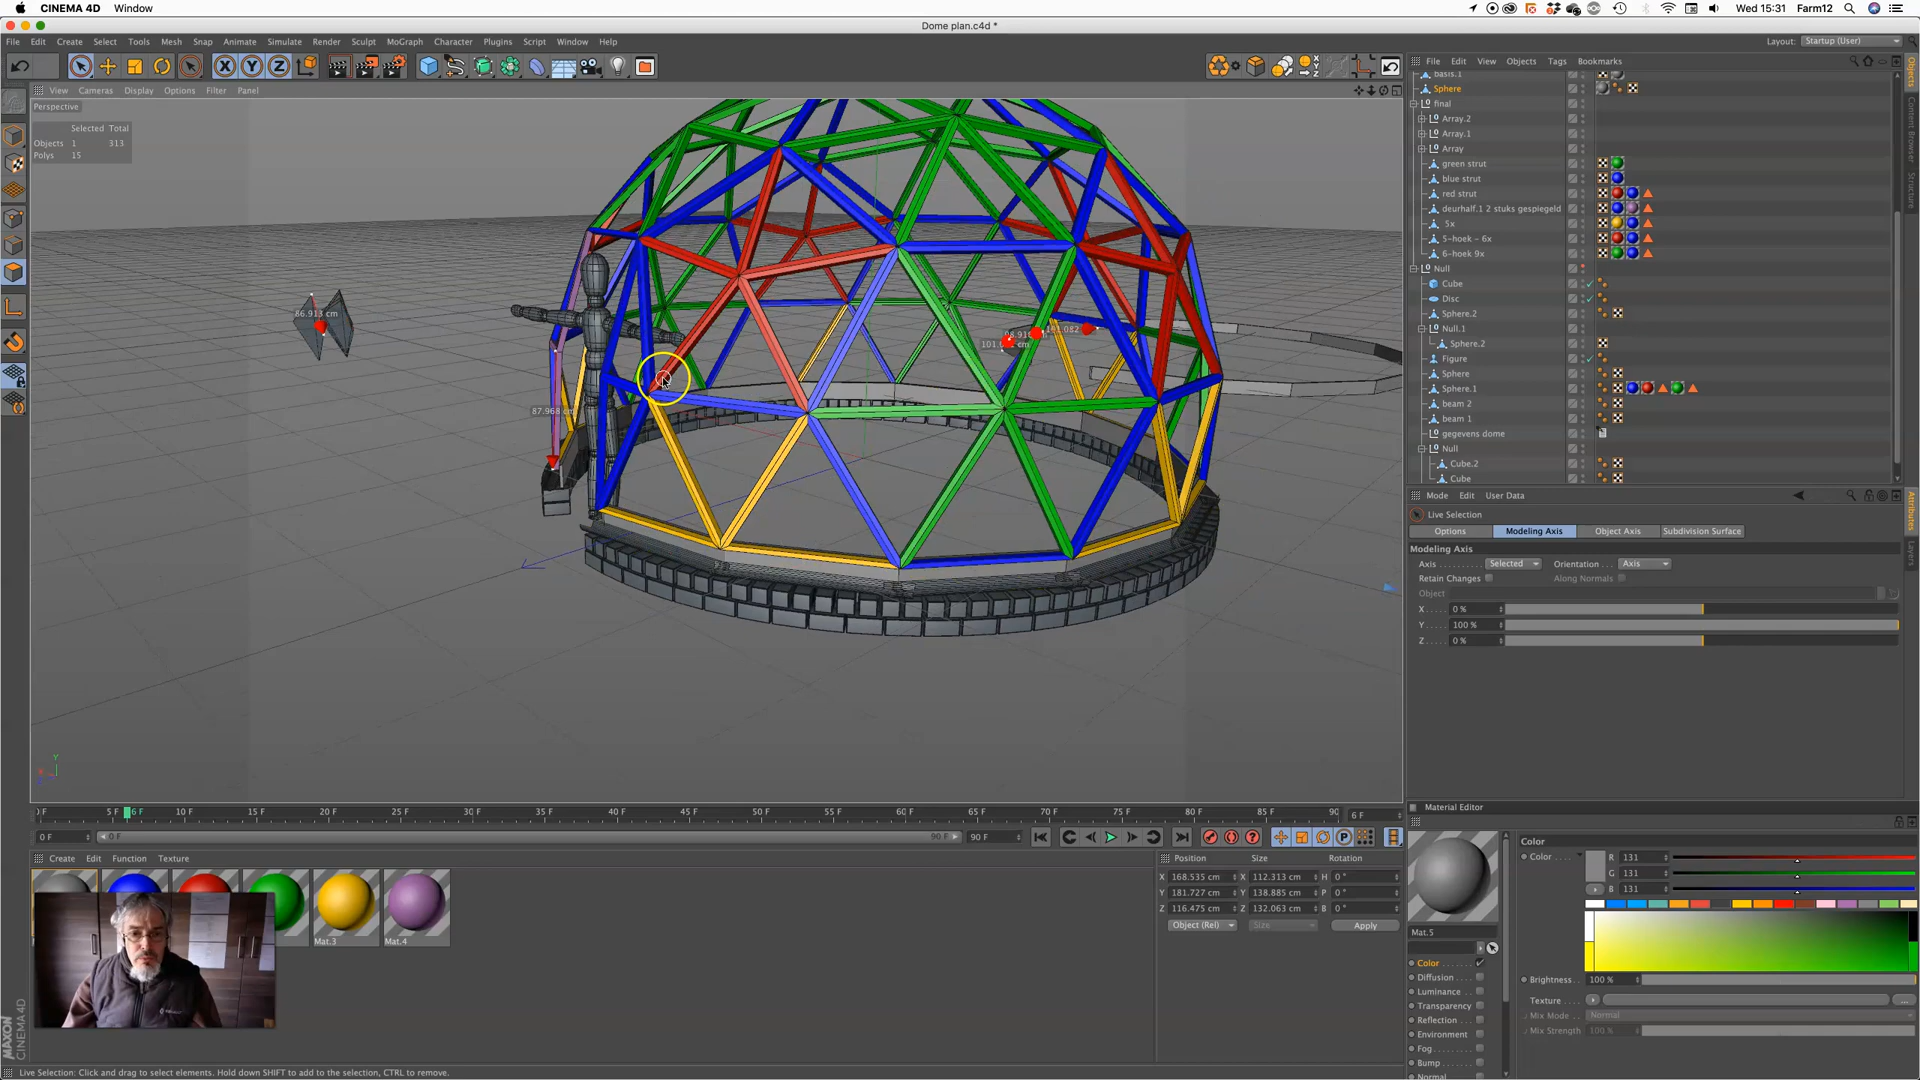 CINEMA 4D Window
Wed 15:31 Farm12
Dome plan.c4d *
File Edit Create Select Tools Mesh Snap Animate Simulate Render Sculpt MoGraph Character Plugins Script Window Help
Layout: Startup (User)
X Y Z
File Edit View Objects Tags Bookmarks
View Cameras Display Options Filter Panel
Perspective
Selected Total
Objects 1 313
Polys 15
86.913 cm
87.968 cm
basis.1
Sphere
final
Array.2
Array.1
Array
green strut
blue strut
red strut
deurhalf.1 2 stuks gespiegeld
5x
5-hoek - 6x
6-hoek 9x
Null
Cube
Disc
Sphere.2
Null.1
Sphere.2
Figure
Sphere
Sphere.1
beam 2
beam 1
gegevens dome
Null
Cube.2
Cube
Objects
Content Browser
Structure
Mode Edit User Data
Live Selection
Options Modeling Axis Object Axis Subdivision Surface
Modeling Axis
Axis Selected Orientation Axis
Retain Changes Along Normals
Object
X 0 %
Y 100 %
Z 0 %
Attributes
Layers
0 F 5 F 6 F 10 F 15 F 20 F 25 F 30 F 35 F 40 F 45 F 50 F 55 F 60 F 65 F 70 F 75 F 80 F 85 F 90 6 F
0 F 0 F 90 F 90 F
Create Edit Function Texture
Mat.3
Mat.4
Position Size Rotation
X 168.535 cm X 112.313 cm H 0 °
Y 181.727 cm Y 138.885 cm P 0 °
Z 116.475 cm Z 132.063 cm B 0 °
Object (Rel) Size Apply
Material Editor
Mat.5
Color
Diffusion
Luminance
Transparency
Reflection
Environment
Fog
Bump
Normal
Color
Color R 131
G 131
B 131
Brightness 100 %
Texture
Mix Mode Normal
Mix Strength 100 %
MAXON
CINEMA 4D
Live Selection: Click and drag to select elements. Hold down SHIFT to add to the selection, CTRL to remove.